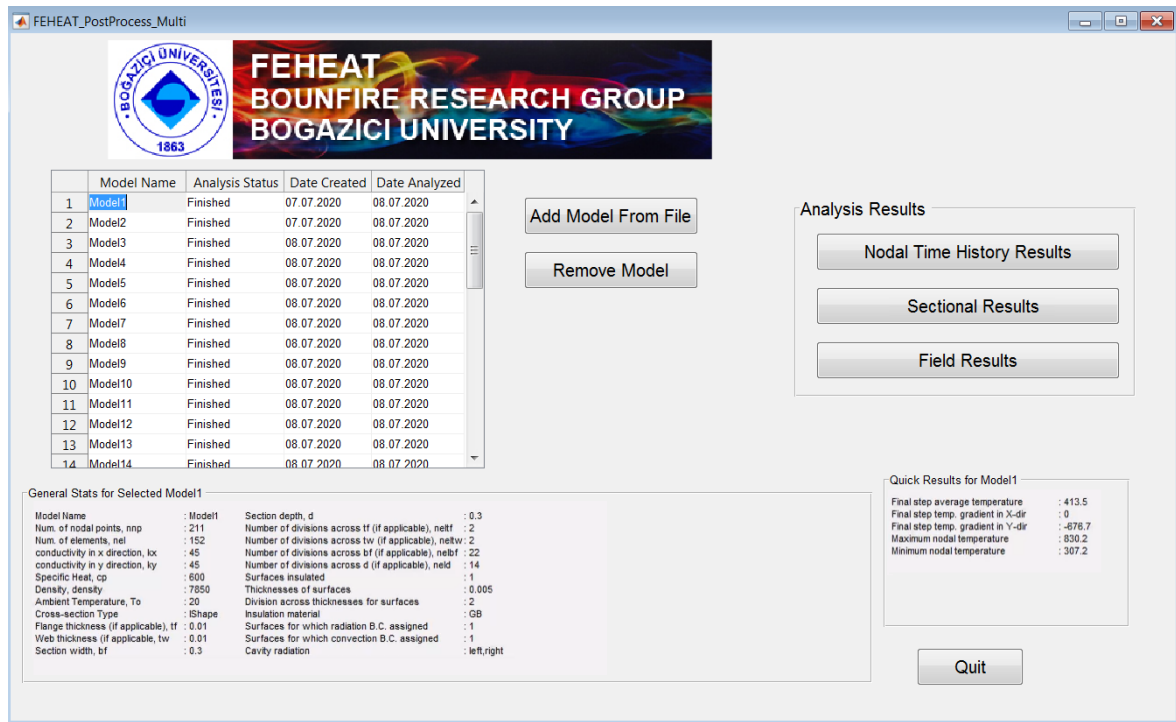 FEHEAT_PostProcess_Multi
BOĞAZİÇİ ÜNİVERSİTESİ
1863
FEHEAT
BOUNFIRE RESEARCH GROUP
BOGAZICI UNIVERSITY
Model Name Analysis Status Date Created Date Analyzed
1 Model1 Finished 07.07.2020 08.07.2020
2 Model2 Finished 07.07.2020 08.07.2020
3 Model3 Finished 08.07.2020 08.07.2020
4 Model4 Finished 08.07.2020 08.07.2020
5 Model5 Finished 08.07.2020 08.07.2020
6 Model6 Finished 08.07.2020 08.07.2020
7 Model7 Finished 08.07.2020 08.07.2020
8 Model8 Finished 08.07.2020 08.07.2020
9 Model9 Finished 08.07.2020 08.07.2020
10 Model10 Finished 08.07.2020 08.07.2020
11 Model11 Finished 08.07.2020 08.07.2020
12 Model12 Finished 08.07.2020 08.07.2020
13 Model13 Finished 08.07.2020 08.07.2020
14 Model14 Finished 08.07.2020 08.07.2020
Add Model From File
Remove Model
Analysis Results
Nodal Time History Results
Sectional Results
Field Results
General Stats for Selected Model1
Model Name : Model1
Num. of nodal points, nnp : 211
Num. of elements, nel : 152
conductivity in x direction, kx : 45
conductivity in y direction, ky : 45
Specific Heat, cp : 600
Density, density : 7850
Ambient Temperature, To : 20
Cross-section Type : IShape
Flange thickness (if applicable), tf : 0.01
Web thickness (if applicable, tw : 0.01
Section width, bf : 0.3
Section depth, d : 0.3
Number of divisions across tf (if applicable), neltf : 2
Number of divisions across tw (if applicable), neltw : 2
Number of divisions across bf (if applicable), nelbf : 22
Number of divisions across d (if applicable), neld : 14
Surfaces insulated : 1
Thicknesses of surfaces : 0.005
Division across thicknesses for surfaces : 2
Insulation material : GB
Surfaces for which radiation B.C. assigned : 1
Surfaces for which convection B.C. assigned : 1
Cavity radiation : left,right
Quick Results for Model1
Final step average temperature : 413.5
Final step temp. gradient in X-dir : 0
Final step temp. gradient in Y-dir : -676.7
Maximum nodal temperature : 830.2
Minimum nodal temperature : 307.2
Quit